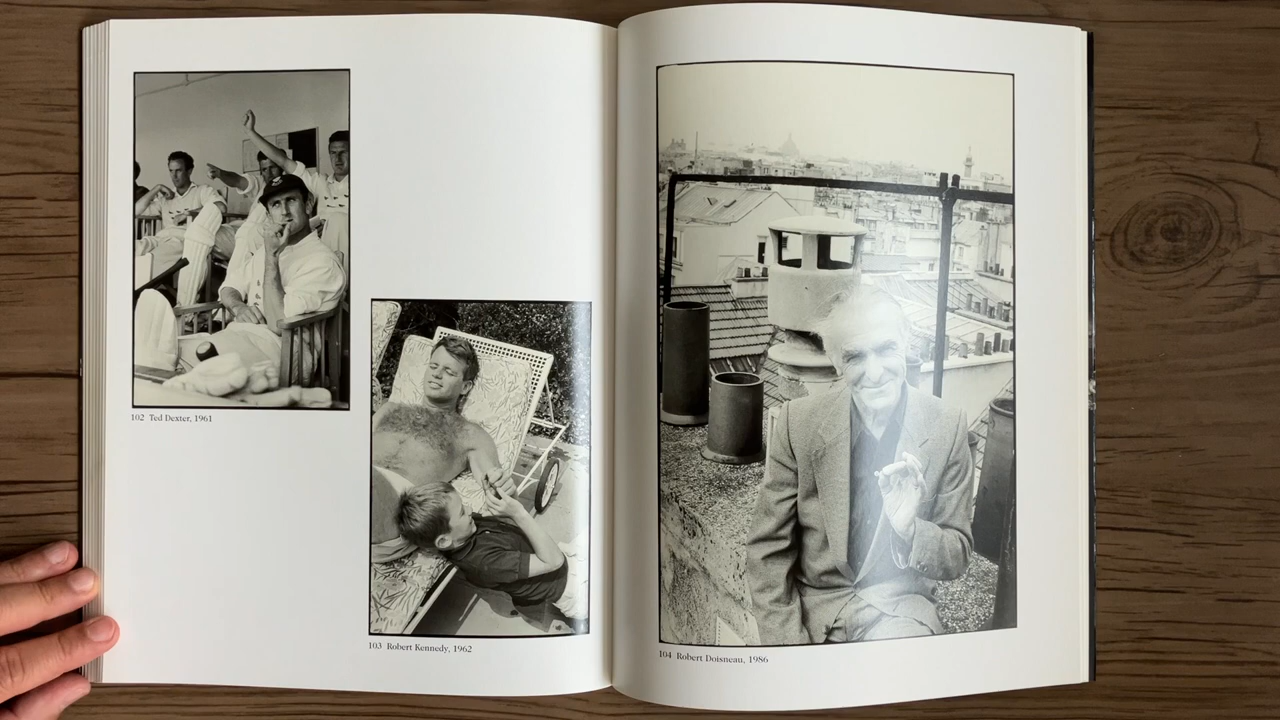 102 Ted Dexter, 1961
103 Robert Kennedy, 1962
104 Robert Doisneau, 1986